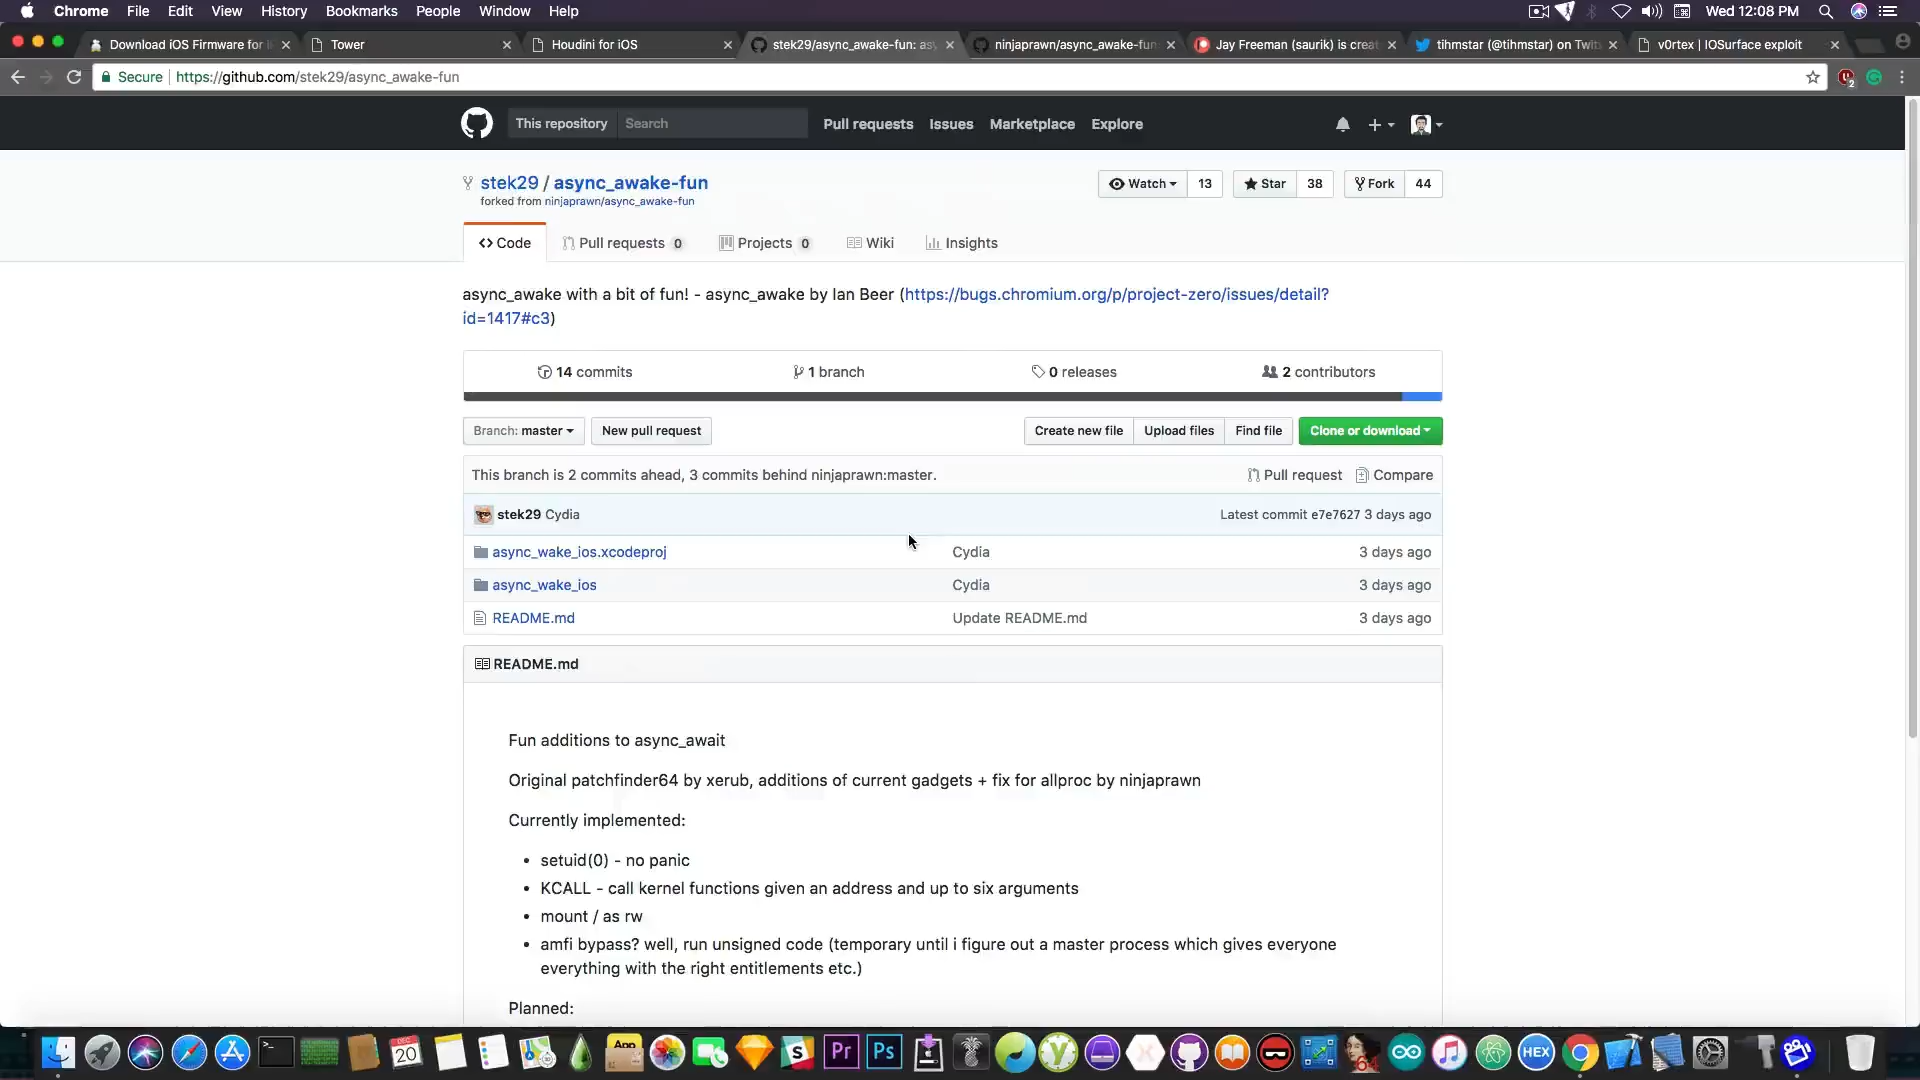 Chrome File Edit View History Bookmarks People Window Help Wed 12:08 PM
Download iOS Firmware for i
Tower
Houdini for iOS
stek29/async_awake-fun: asy
ninjaprawn/async_awake-fun
Jay Freeman (saurik) is creat
tihmstar (@tihmstar) on Twit
v0rtex | IOSurface exploit
Secure https://github.com/stek29/async_awake-fun
This repository Search Pull requests Issues Marketplace Explore
stek29 / async_awake-fun
Watch 13 Star 38 Fork 44
forked from ninjaprawn/async_awake-fun
Code Pull requests 0 Projects 0 Wiki Insights
async_awake with a bit of fun! - async_awake by Ian Beer (https://bugs.chromium.org/p/project-zero/issues/detail?
id=1417#c3)
14 commits 1 branch 0 releases 2 contributors
Branch: master New pull request Create new file Upload files Find file Clone or download
This branch is 2 commits ahead, 3 commits behind ninjaprawn:master. Pull request Compare
stek29 Cydia Latest commit e7e7627 3 days ago
async_wake_ios.xcodeproj Cydia 3 days ago
async_wake_ios Cydia 3 days ago
README.md Update README.md 3 days ago
README.md
Fun additions to async_await
Original patchfinder64 by xerub, additions of current gadgets + fix for allproc by ninjaprawn
Currently implemented:
• setuid(0) - no panic
• KCALL - call kernel functions given an address and up to six arguments
• mount / as rw
• amfi bypass? well, run unsigned code (temporary until i figure out a master process which gives everyone
everything with the right entitlements etc.)
Planned:
DEC
20
App
Pr
Ps
64
HEX